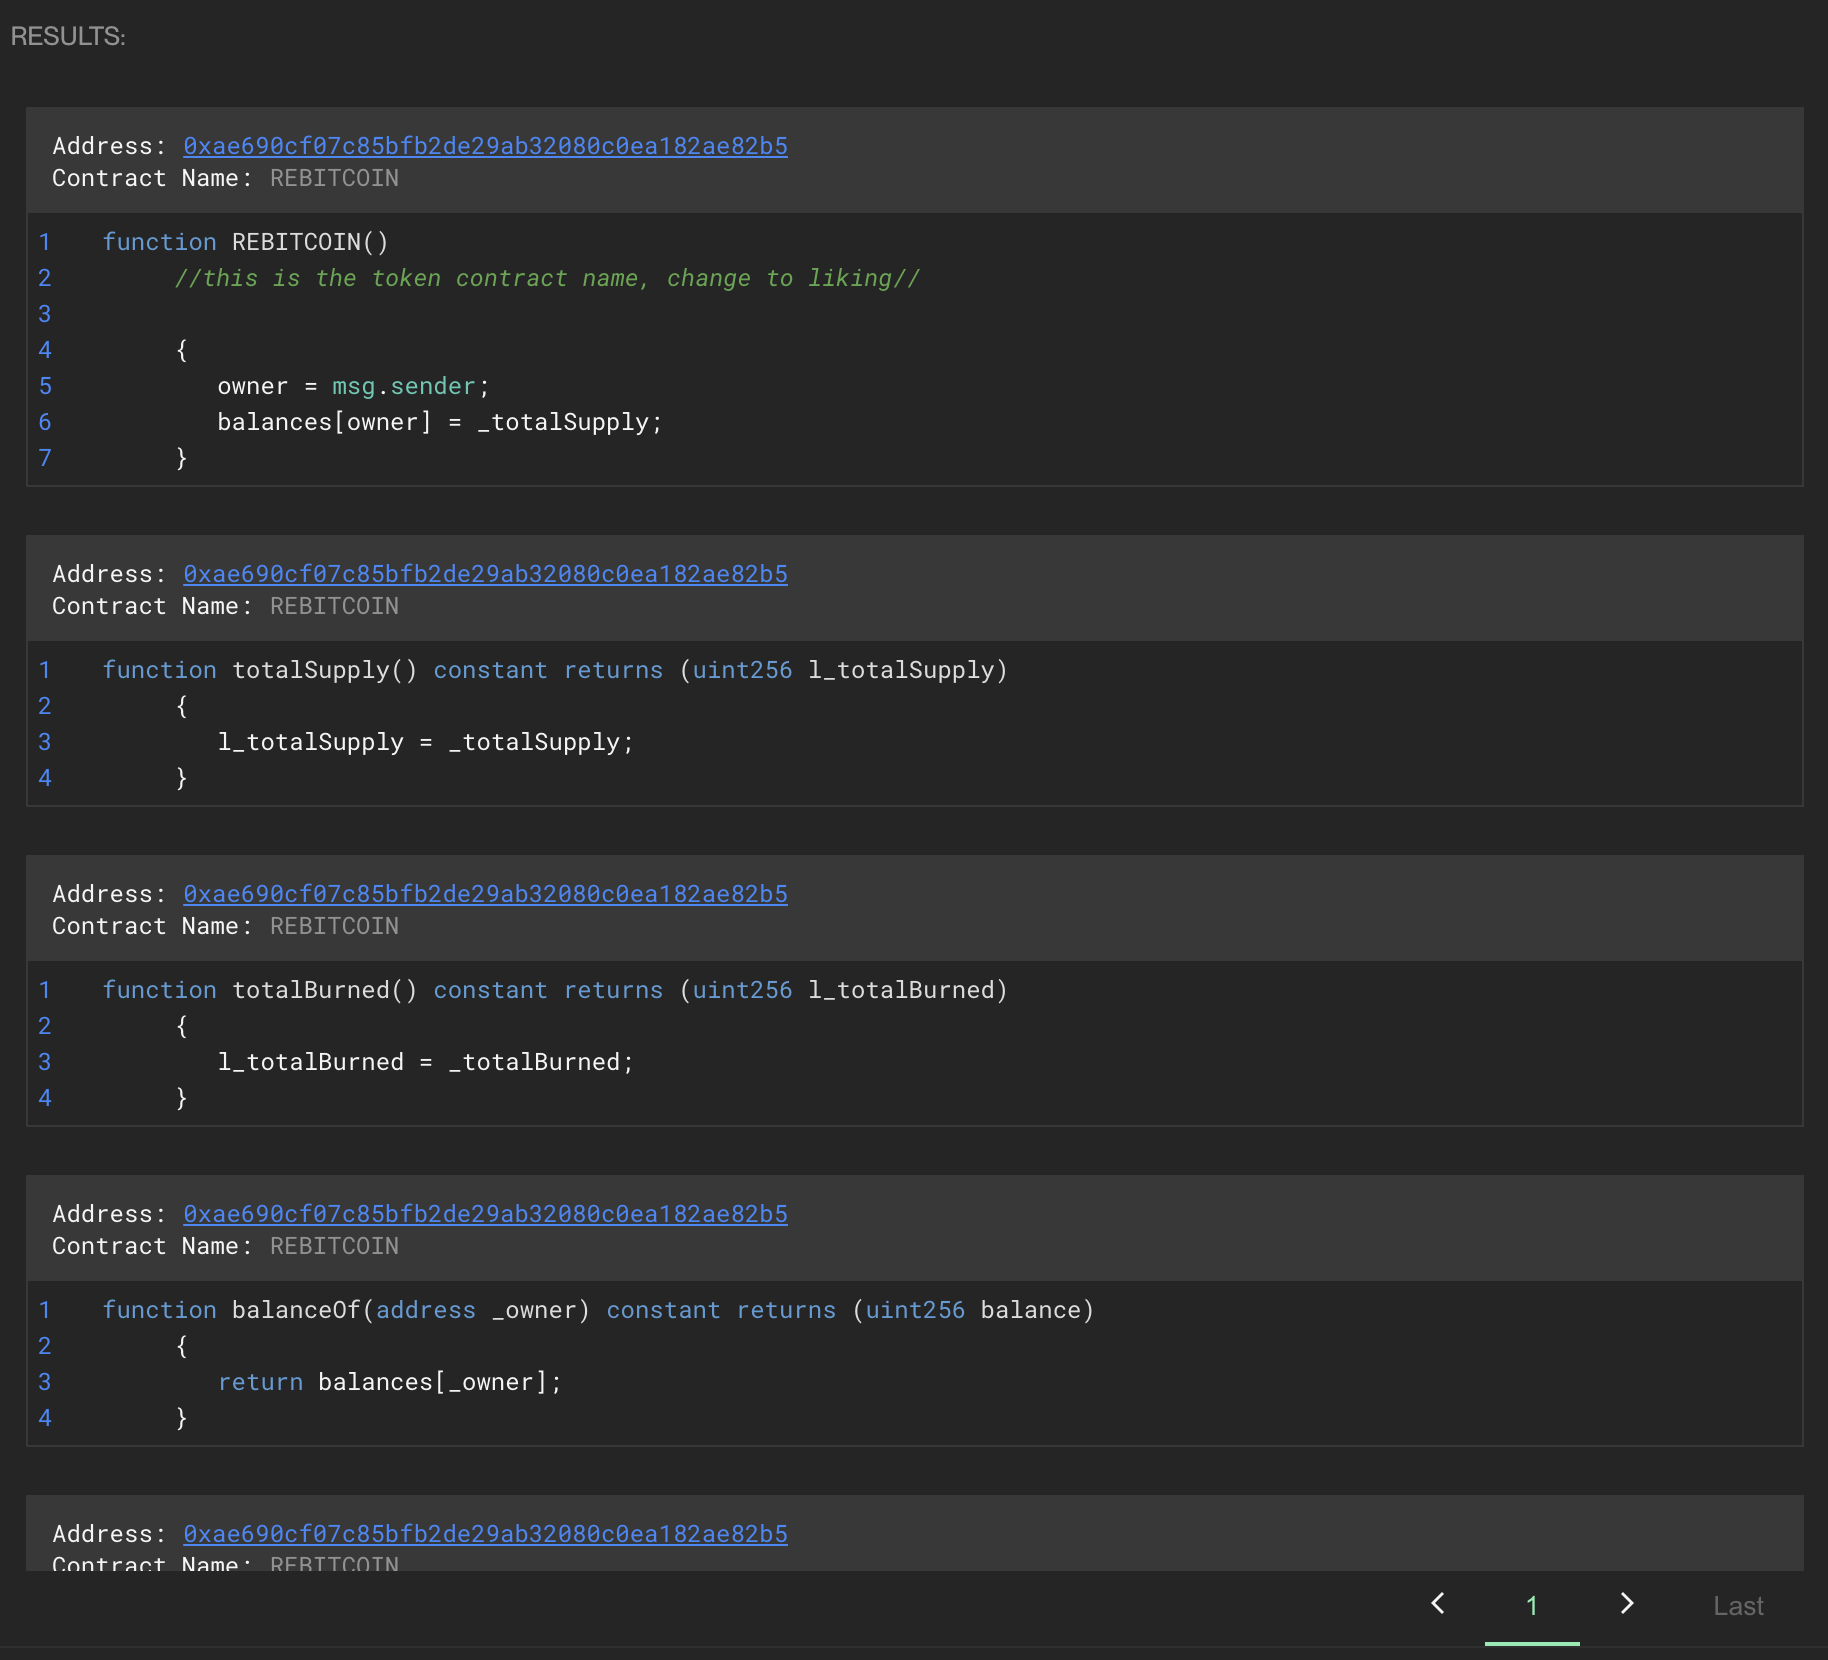 RESULTS:
Address: 0xae690cf07c85bfb2de29ab32080c0ea182ae82b5
Contract Name: REBITCOIN
1 function REBITCOIN()
2 //this is the token contract name, change to liking//
3
4 {
5 owner = msg.sender;
6 balances[owner] = _totalSupply;
7 }
Address: 0xae690cf07c85bfb2de29ab32080c0ea182ae82b5
Contract Name: REBITCOIN
1 function totalSupply() constant returns (uint256 l_totalSupply)
2 {
3 l_totalSupply = _totalSupply;
4 }
Address: 0xae690cf07c85bfb2de29ab32080c0ea182ae82b5
Contract Name: REBITCOIN
1 function totalBurned() constant returns (uint256 l_totalBurned)
2 {
3 l_totalBurned = _totalBurned;
4 }
Address: 0xae690cf07c85bfb2de29ab32080c0ea182ae82b5
Contract Name: REBITCOIN
1 function balanceOf(address _owner) constant returns (uint256 balance)
2 {
3 return balances[_owner];
4 }
Address: 0xae690cf07c85bfb2de29ab32080c0ea182ae82b5
Contract Name: REBITCOIN
1 Last